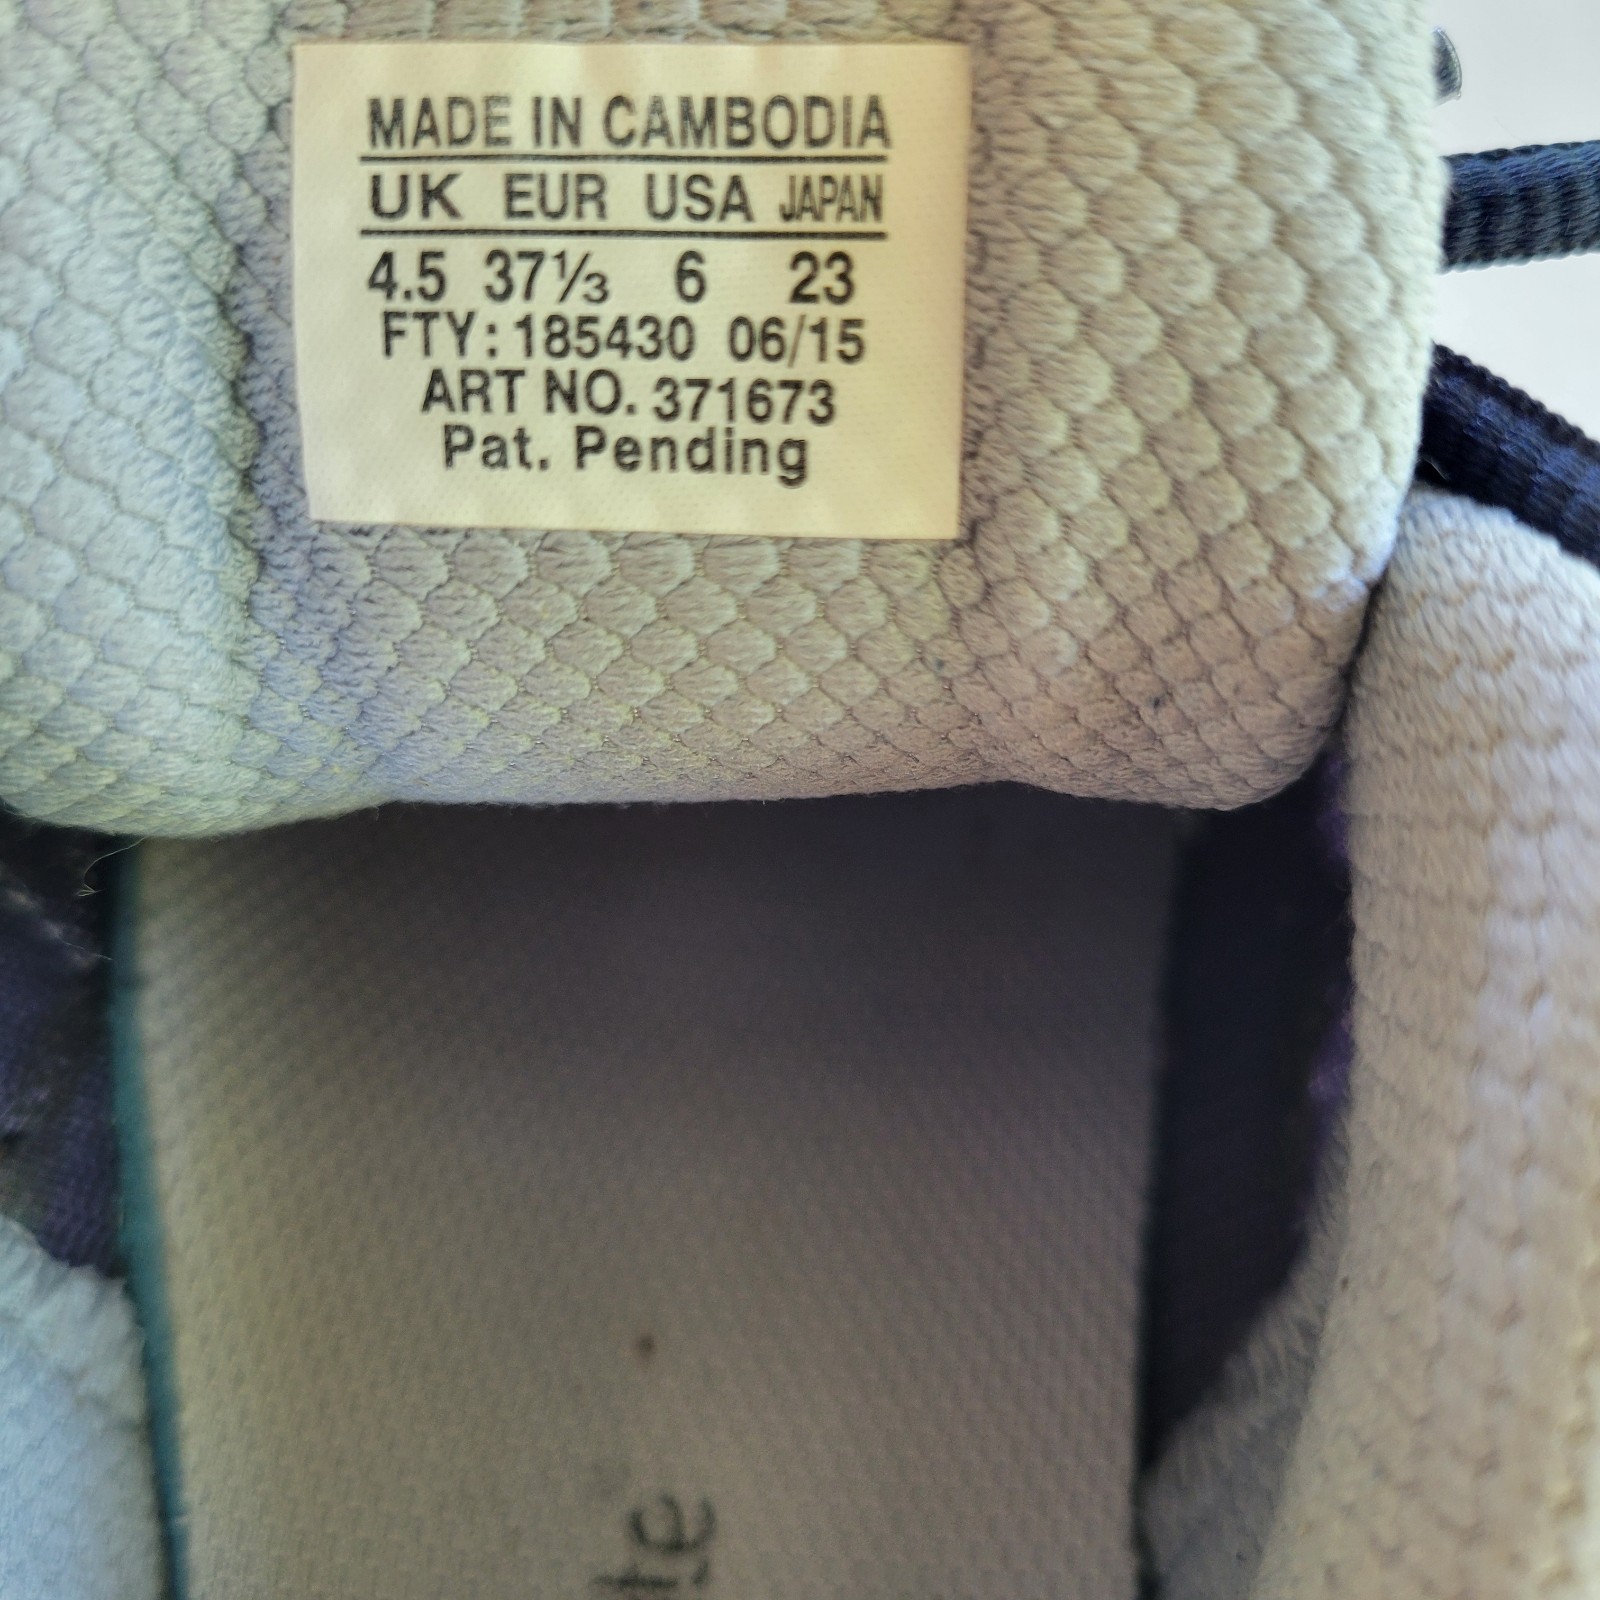 MADE IN CAMBODIA
UK EUR USA JAPAN
4.5 37⅓ 6 23
FTY: 185430 06/15
ART NO. 371673
Pat. Pending